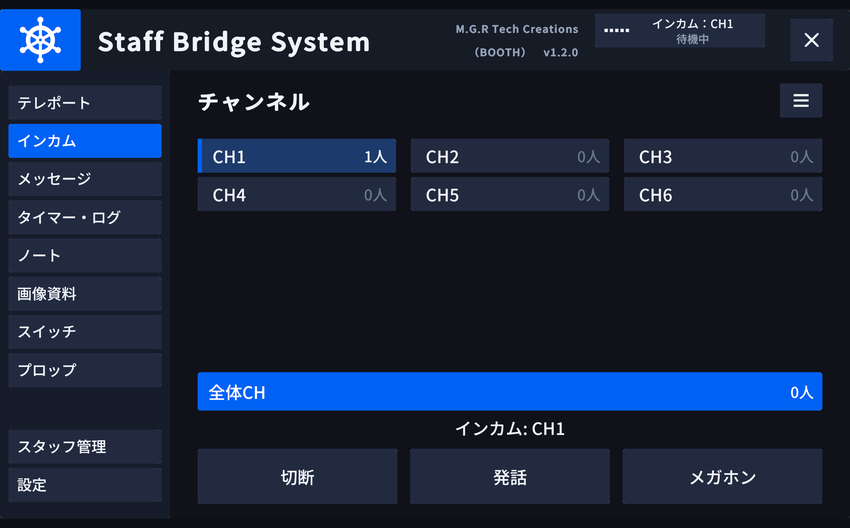 Staff Bridge System
M.G.R Tech Creations
（BOOTH） v1.2.0
インカム：CH1
待機中
テレポート
インカム
メッセージ
タイマー・ログ
ノート
画像資料
スイッチ
プロップ
スタッフ管理
設定
チャンネル
CH1 1人
CH2 0人
CH3 0人
CH4 0人
CH5 0人
CH6 0人
全体CH 0人
インカム: CH1
切断
発話
メガホン